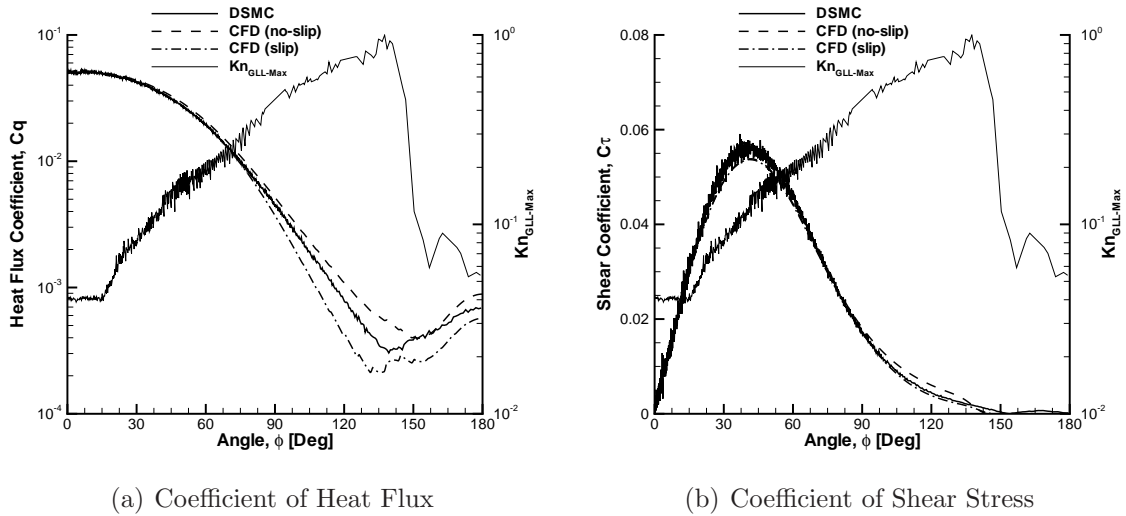 DSMC
CFD (no-slip)
CFD (slip)
Kn_GLL-Max
Heat Flux Coefficient, Cq
10^-1
10^-2
10^-3
10^-4
0
30
60
90
120
150
180
Angle, ϕ [Deg]
10^0
10^-1
10^-2
Kn_GLL-Max
(a) Coefficient of Heat Flux
DSMC
CFD (no-slip)
CFD (slip)
Kn_GLL-Max
Shear Coefficient, Cτ
0.08
0.06
0.04
0.02
0
0
30
60
90
120
150
180
Angle, ϕ [Deg]
10^0
10^-1
10^-2
Kn_GLL-Max
(b) Coefficient of Shear Stress